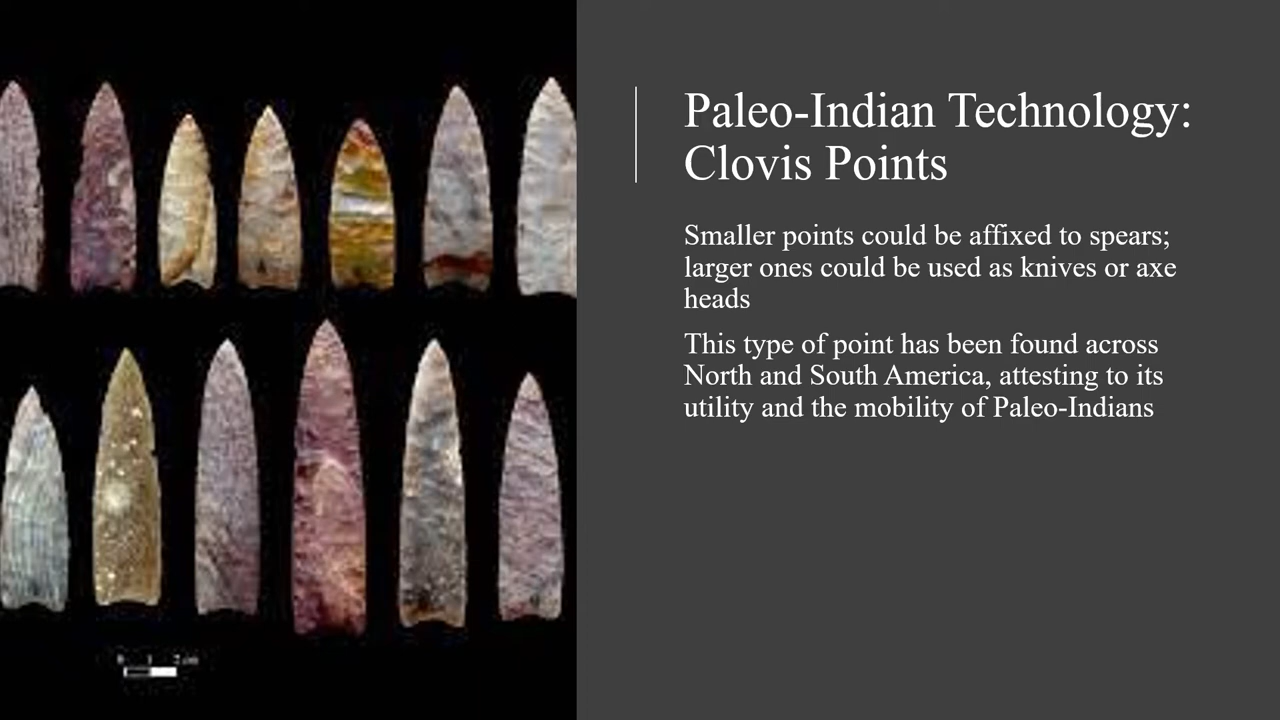 Paleo-Indian Technology:
Clovis Points
Smaller points could be affixed to spears;
larger ones could be used as knives or axe
heads
This type of point has been found across
North and South America, attesting to its
utility and the mobility of Paleo-Indians